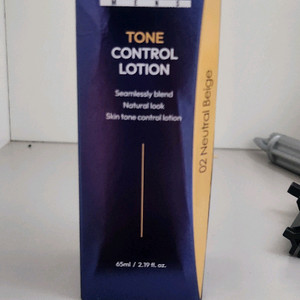 MENS
TONE
CONTROL
LOTION
Seamlessly blend
Natural look
Skin tone control lotion
65ml / 2.19 fl. oz.
02 Neutral Beige